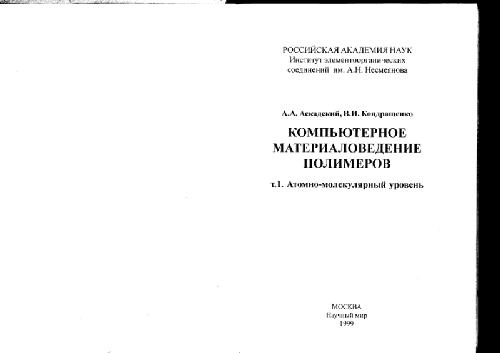 РОССИЙСКАЯ АКАДЕМИЯ НАУК
Институт элементоорганических
соединений им. А.Н. Несмеянова
А.А. Аскадский, В.И. Кондращенко
КОМПЬЮТЕРНОЕ
МАТЕРИАЛОВЕДЕНИЕ
ПОЛИМЕРОВ
т.1. Атомно-молекулярный уровень
МОСКВА
Научный мир
1999